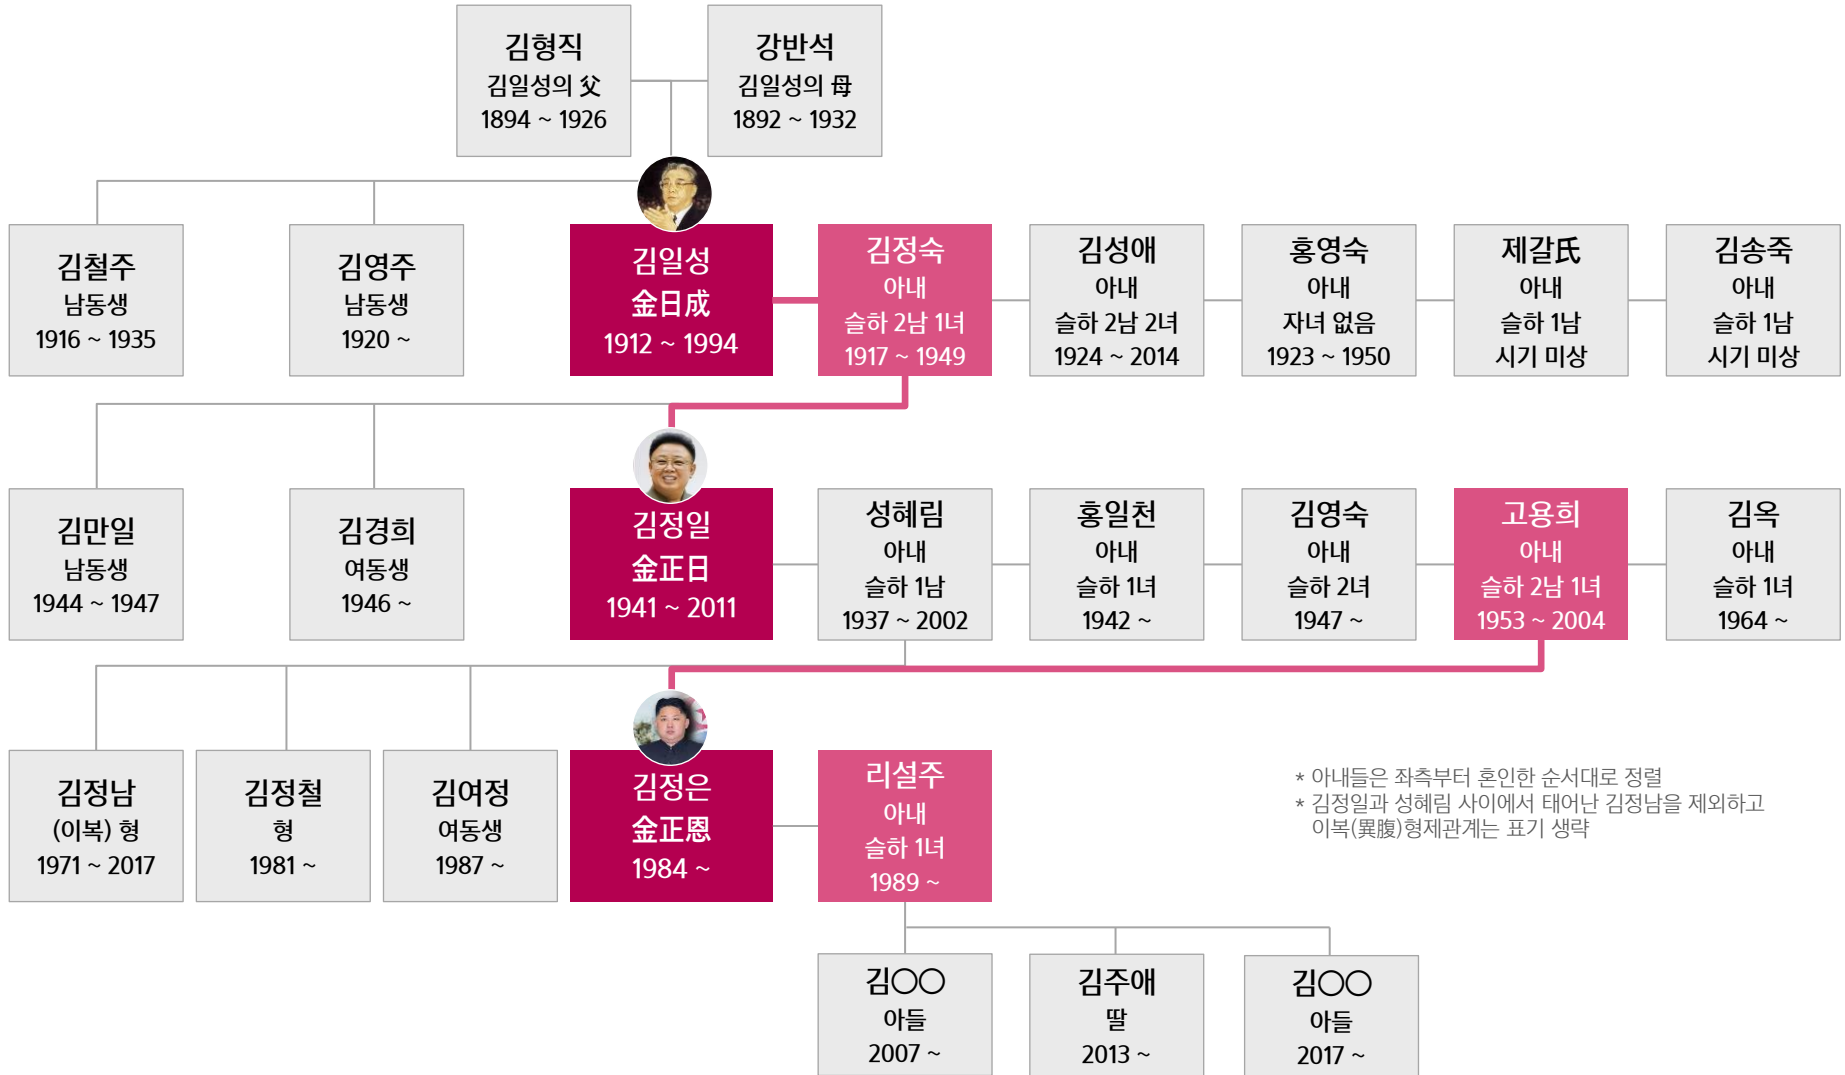 김형직
김일성의 父
1894 ~ 1926
강반석
김일성의 母
1892 ~ 1932
김철주
남동생
1916 ~ 1935
김영주
남동생
1920 ~
김일성
金日成
1912 ~ 1994
김정숙
아내
슬하 2남 1녀
1917 ~ 1949
김성애
아내
슬하 2남 2녀
1924 ~ 2014
홍영숙
아내
자녀 없음
1923 ~ 1950
제갈氏
아내
슬하 1남
시기 미상
김송죽
아내
슬하 1남
시기 미상
김만일
남동생
1944 ~ 1947
김경희
여동생
1946 ~
김정일
金正日
1941 ~ 2011
성혜림
아내
슬하 1남
1937 ~ 2002
홍일천
아내
슬하 1녀
1942 ~
김영숙
아내
슬하 2녀
1947 ~
고용희
아내
슬하 2남 1녀
1953 ~ 2004
김옥
아내
슬하 1녀
1964 ~
김정남
(이복) 형
1971 ~ 2017
김정철
형
1981 ~
김여정
여동생
1987 ~
김정은
金正恩
1984 ~
리설주
아내
슬하 1녀
1989 ~
* 아내들은 좌측부터 혼인한 순서대로 정렬
* 김정일과 성혜림 사이에서 태어난 김정남을 제외하고
이복(異腹)형제관계는 표기 생략
김○○
아들
2007 ~
김주애
딸
2013 ~
김○○
아들
2017 ~